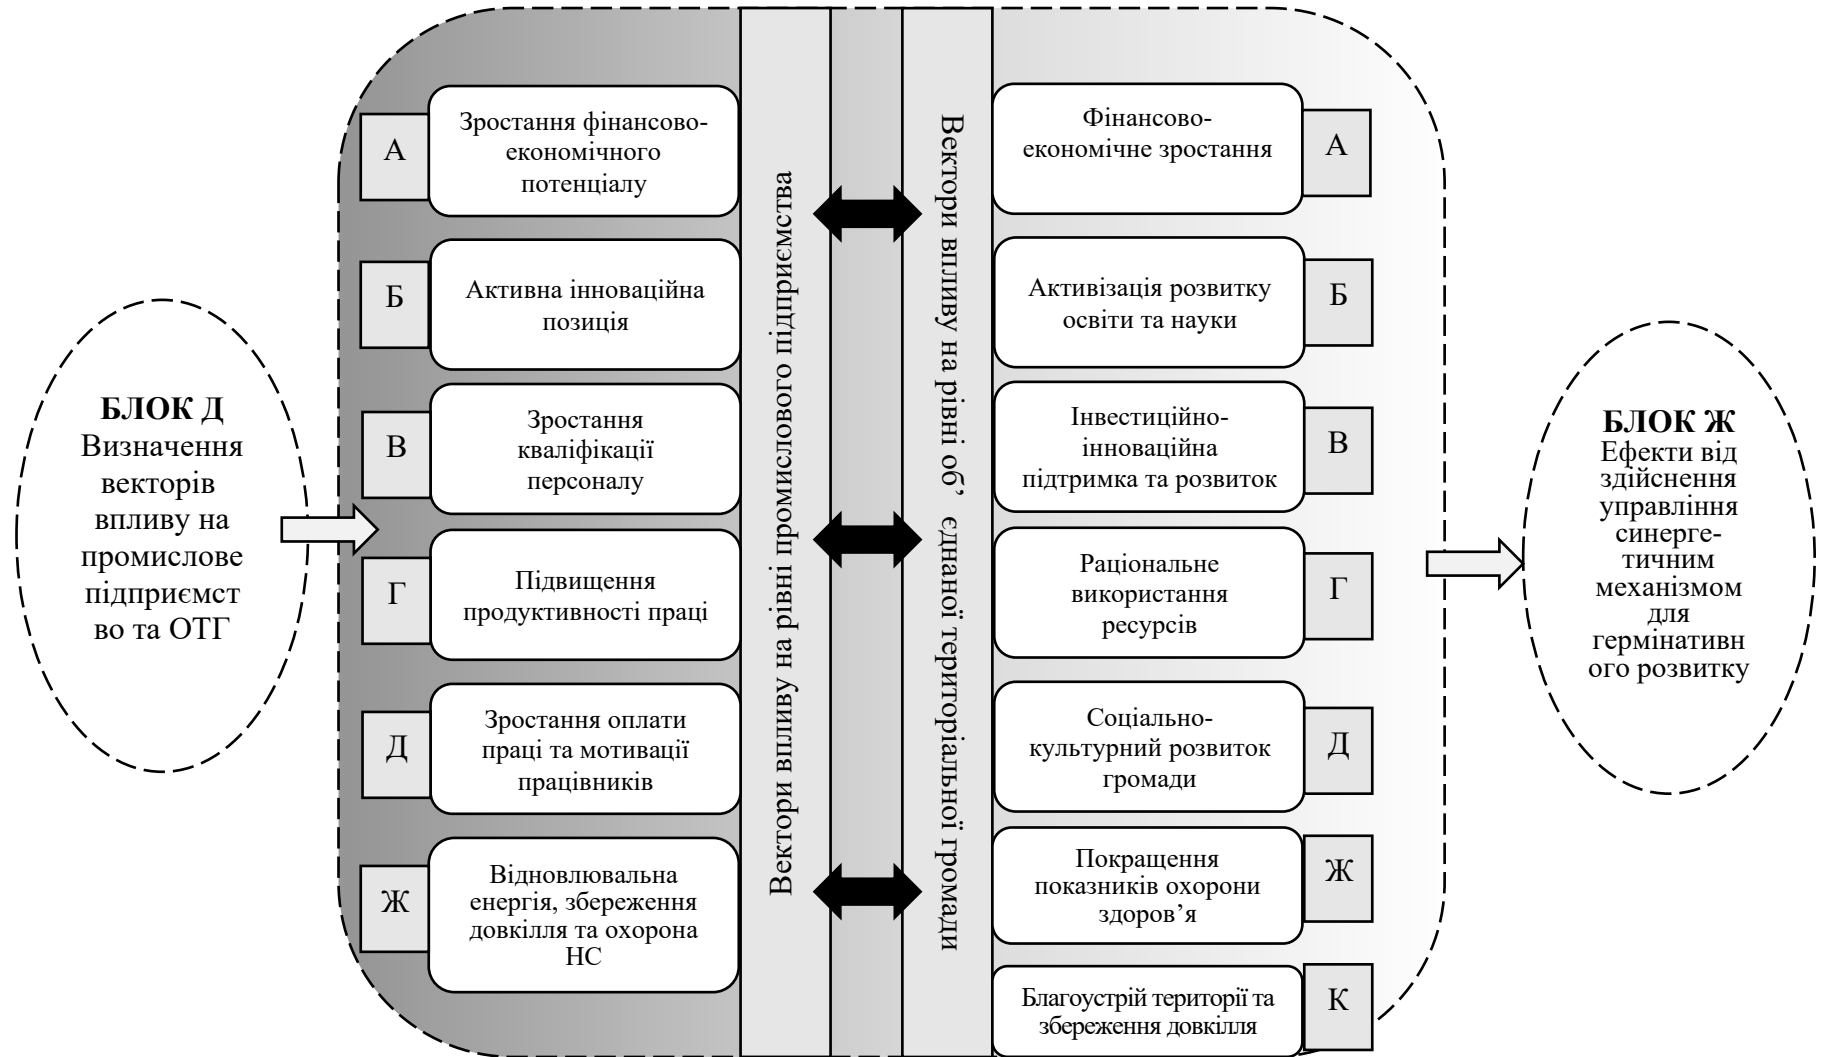 БЛОК Д
Визначення
векторів
впливу на
промислове
підприємст
во та ОТГ
А
Зростання фінансово-
економічного
потенціалу
Б
Активна інноваційна
позиція
В
Зростання
кваліфікації
персоналу
Г
Підвищення
продуктивності праці
Д
Зростання оплати
праці та мотивації
працівників
Ж
Відновлювальна
енергія, збереження
довкілля та охорона
НС
Вектори впливу на рівні промислового підприємства
Вектори впливу на рівні об’ єднаної територіальної громади
Фінансово-
економічне зростання
А
Активізація розвитку
освіти та науки
Б
Інвестиційно-
інноваційна
підтримка та розвиток
В
Раціональне
використання
ресурсів
Г
Соціально-
культурний розвиток
громади
Д
Покращення
показників охорони
здоров’я
Ж
Благоустрій території та
збереження довкілля
К
БЛОК Ж
Ефекти від
здійснення
управління
синерге-
тичним
механізмом
для
гермінативн
ого розвитку